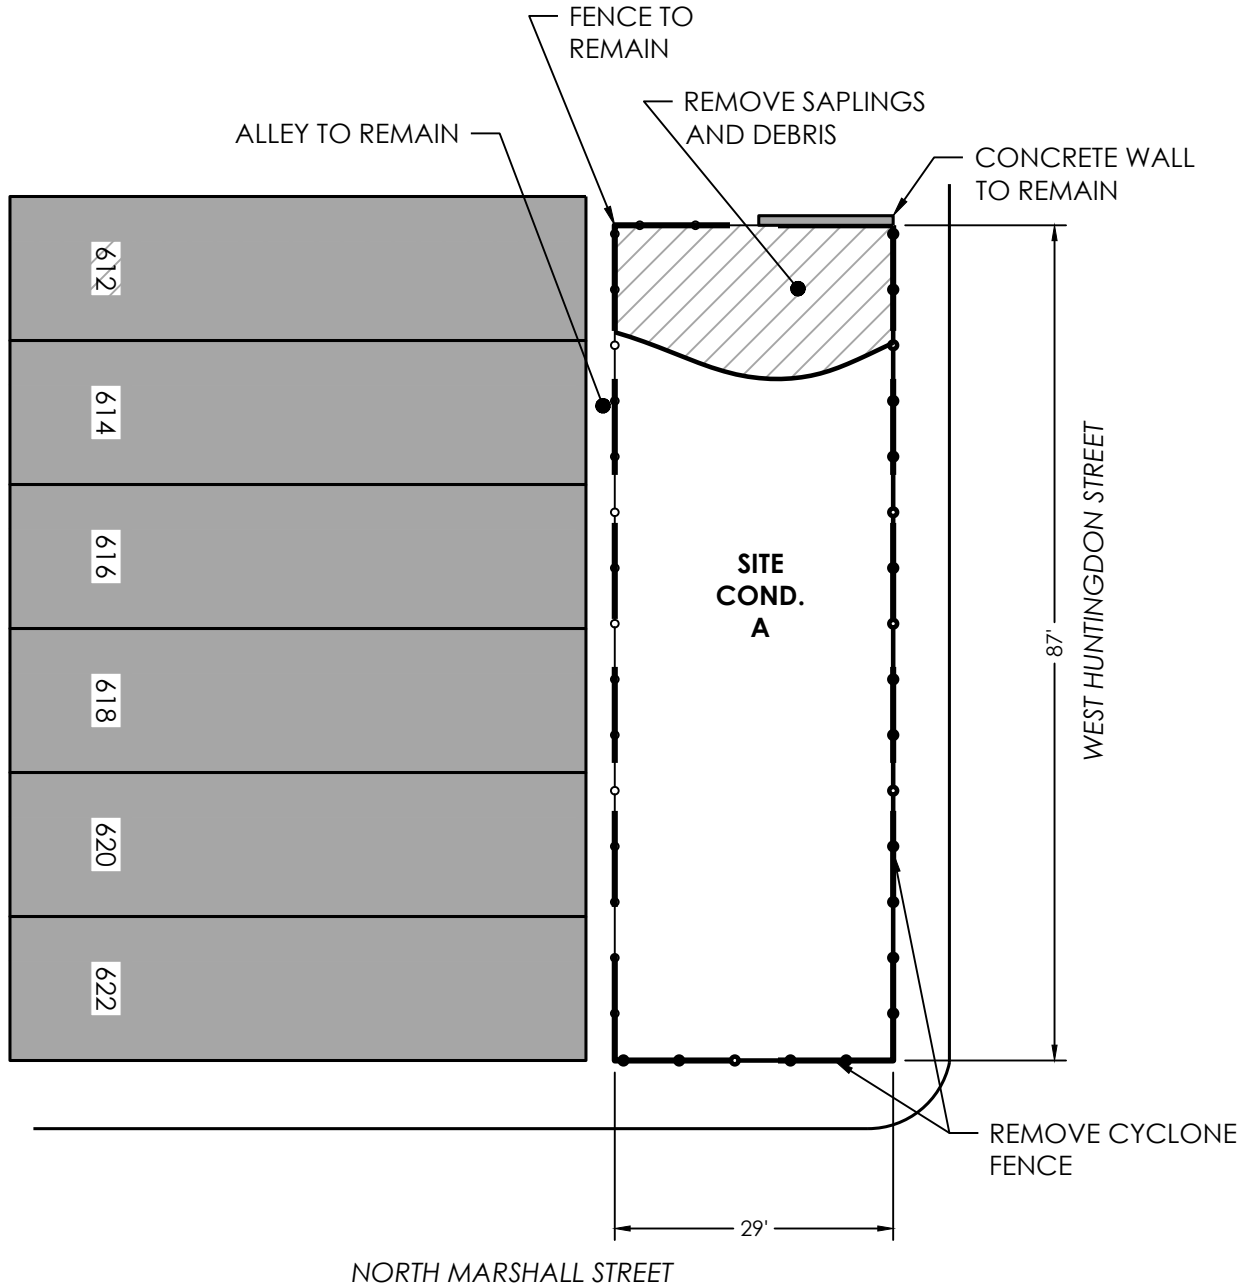 FENCE TO
REMAIN
REMOVE SAPLINGS
AND DEBRIS
ALLEY TO REMAIN
CONCRETE WALL
TO REMAIN
612
614
616
618
620
622
SITE
COND.
A
87'
WEST HUNTINGDON STREET
REMOVE CYCLONE
FENCE
29'
NORTH MARSHALL STREET